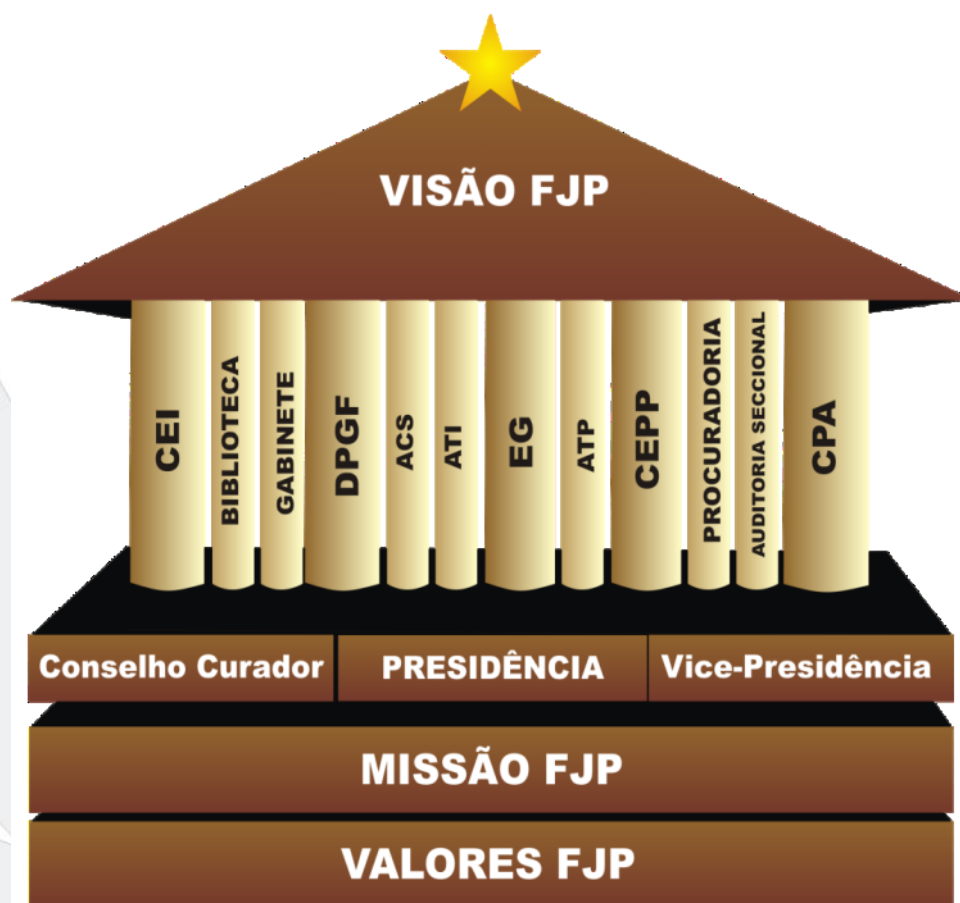 VISÃO FJP
CEI
BIBLIOTECA
GABINETE
DPGF
ACS
ATI
EG
ATP
CEPP
PROCURADORIA
AUDITORIA SECCIONAL
CPA
Conselho Curador
PRESIDÊNCIA
Vice-Presidência
MISSÃO FJP
VALORES FJP